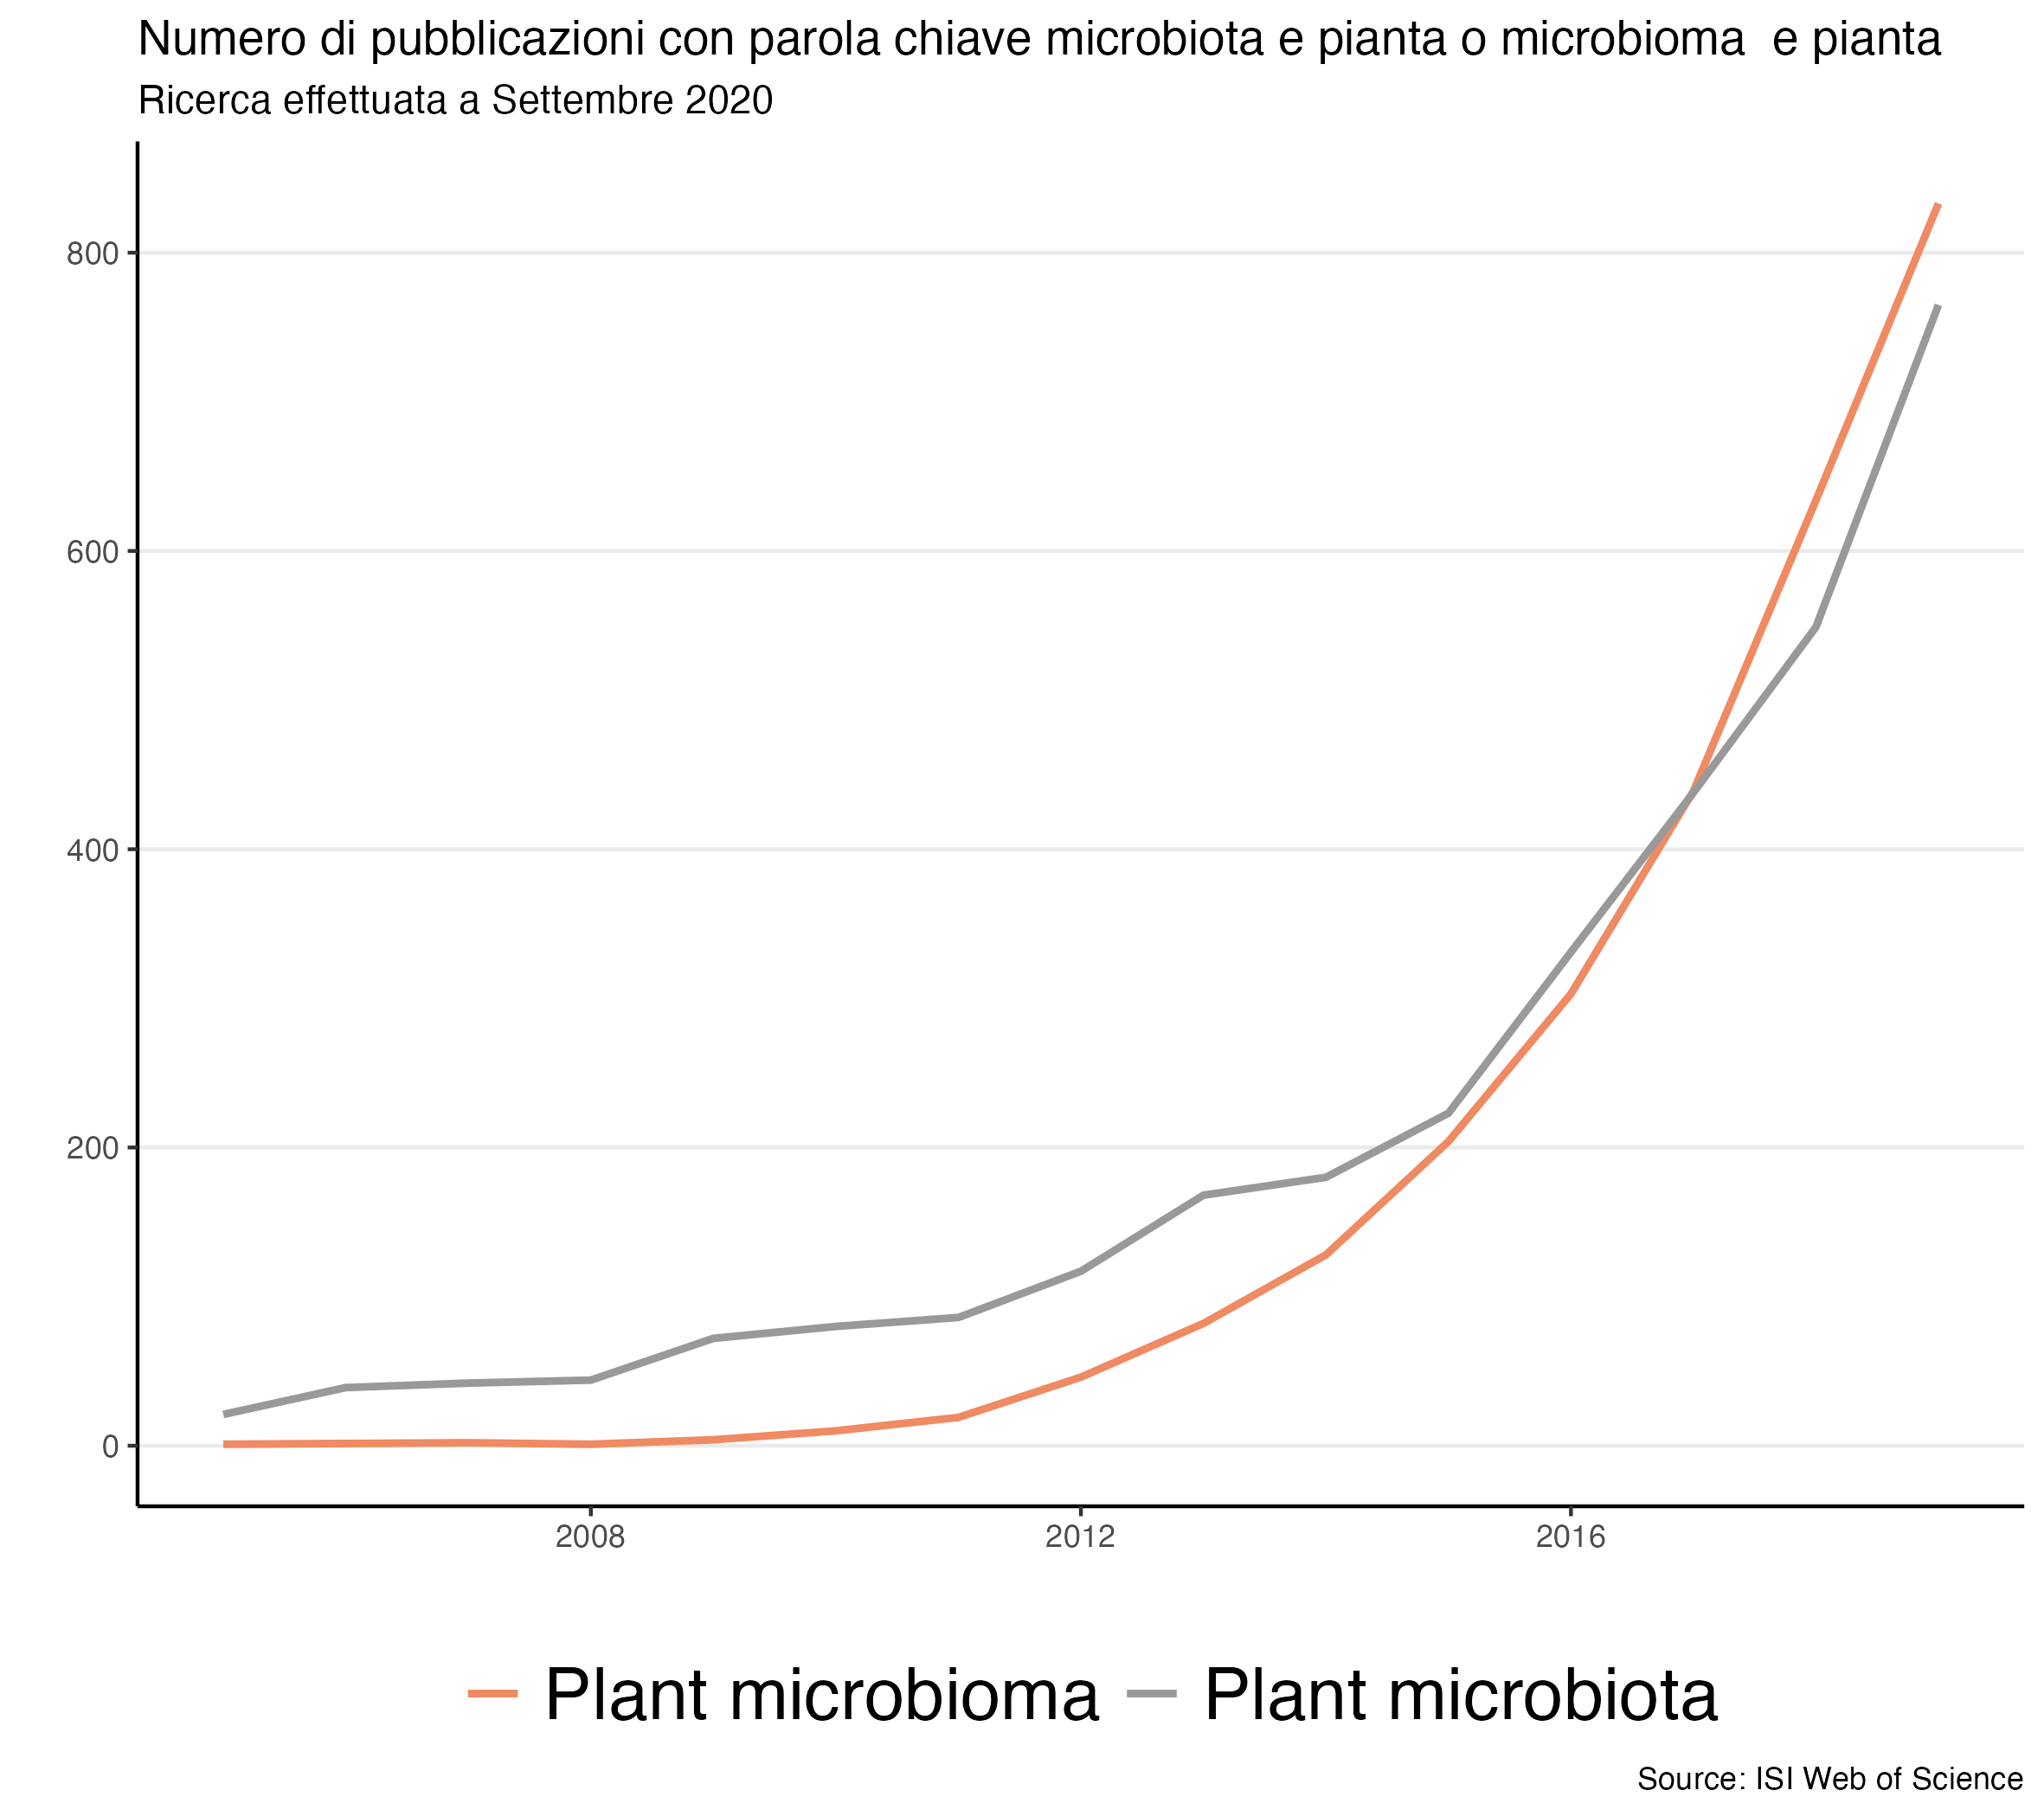 Numero di pubblicazioni con parola chiave microbiota e pianta o microbioma  e pianta
Ricerca effettuata a Settembre 2020
800
600
400
200
0
2008 2012 2016
Plant microbioma Plant microbiota
Source: ISI Web of Science